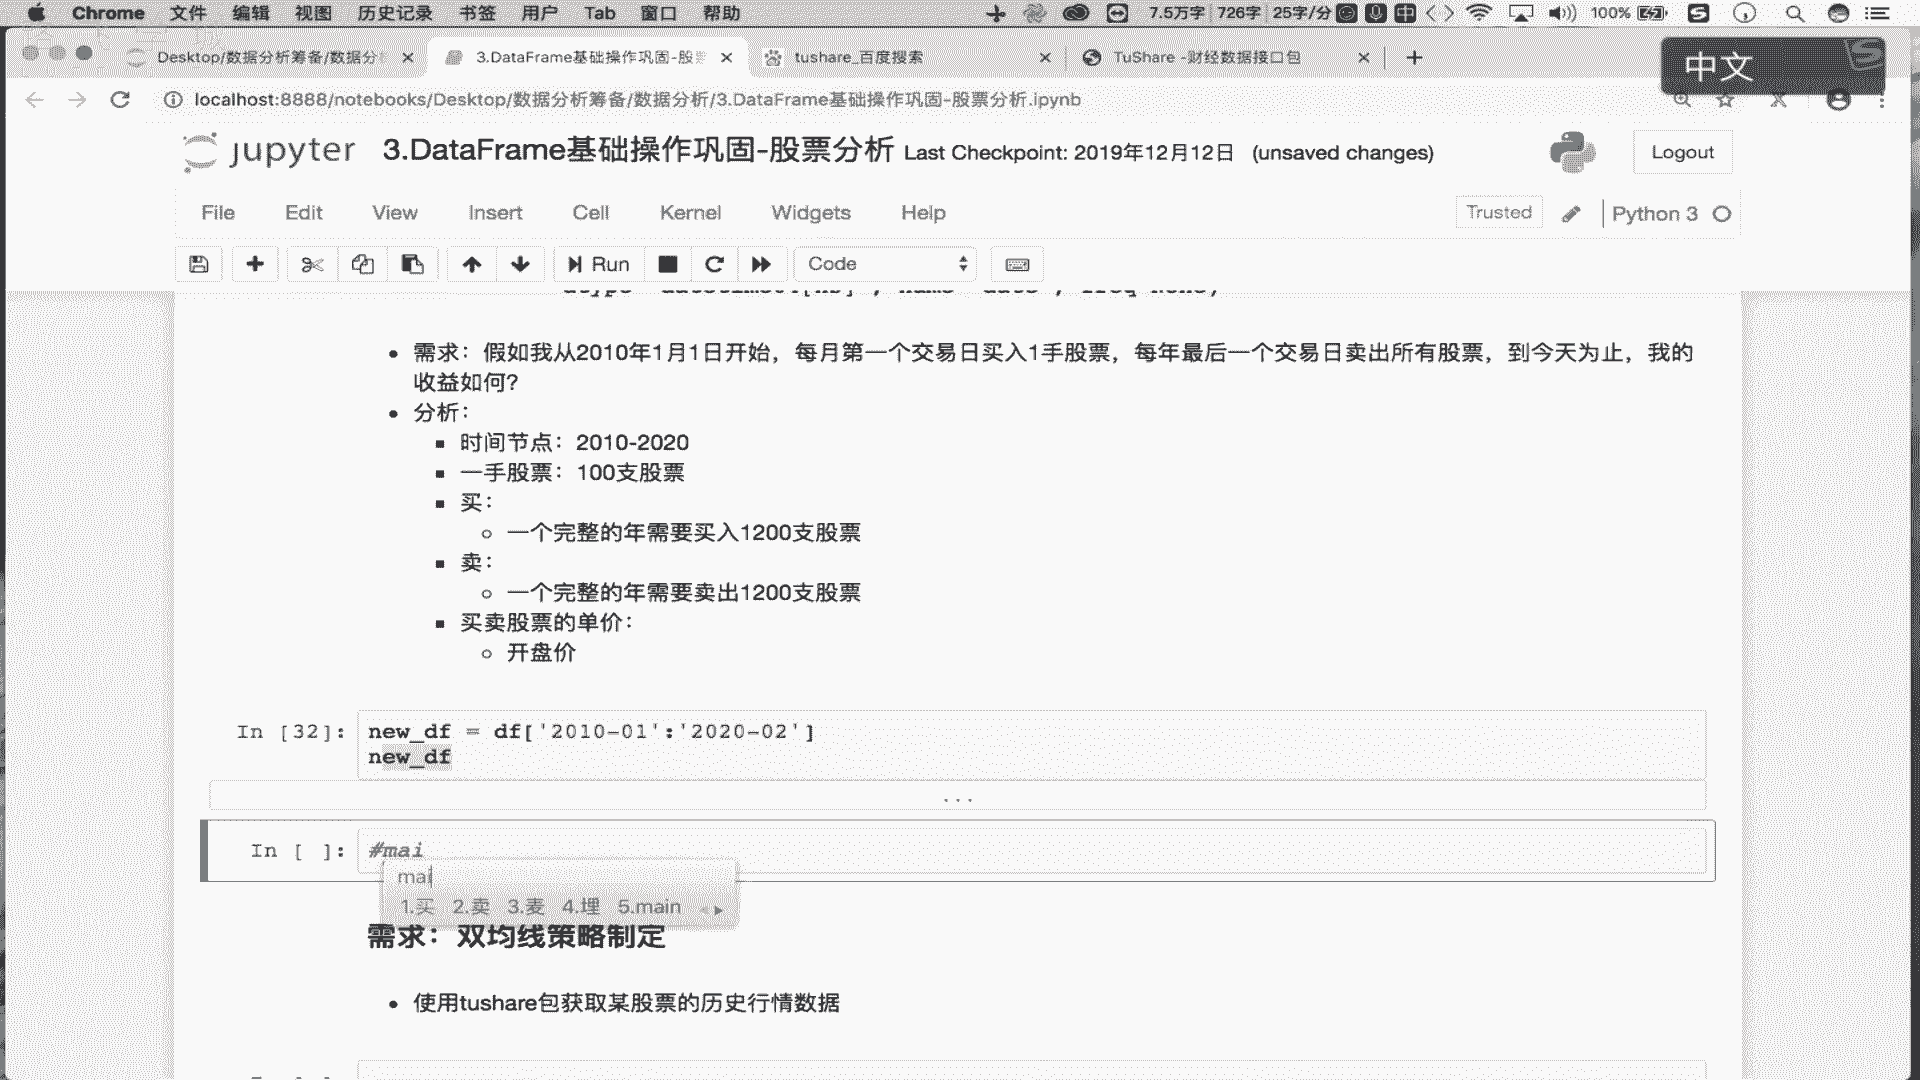 Chrome 文件 编辑 视图 历史记录 书签 用户 Tab 窗口 帮助 7.5万字 726字 25字/分 中 100%
Desktop/数据分析筹备/数据分 3.DataFrame基础操作巩固-股票 tushare_百度搜索 TuShare -财经数据接口包
中文
localhost:8888/notebooks/Desktop/数据分析筹备/数据分析/3.DataFrame基础操作巩固-股票分析.ipynb
jupyter 3.DataFrame基础操作巩固-股票分析 Last Checkpoint: 2019年12月12日 (unsaved changes) Logout
File Edit View Insert Cell Kernel Widgets Help Trusted Python 3
Run Code
需求：假如我从2010年1月1日开始，每月第一个交易日买入1手股票，每年最后一个交易日卖出所有股票，到今天为止，我的
收益如何？
分析：
时间节点：2010-2020
一手股票：100支股票
买：
一个完整的年需要买入1200支股票
卖：
一个完整的年需要卖出1200支股票
买卖股票的单价：
开盘价
In [32]: new_df = df['2010-01':'2020-02']
new_df
...
In [ ]: #mai
mai
1.买 2.卖 3.麦 4.埋 5.main
需求：双均线策略制定
使用tushare包获取某股票的历史行情数据